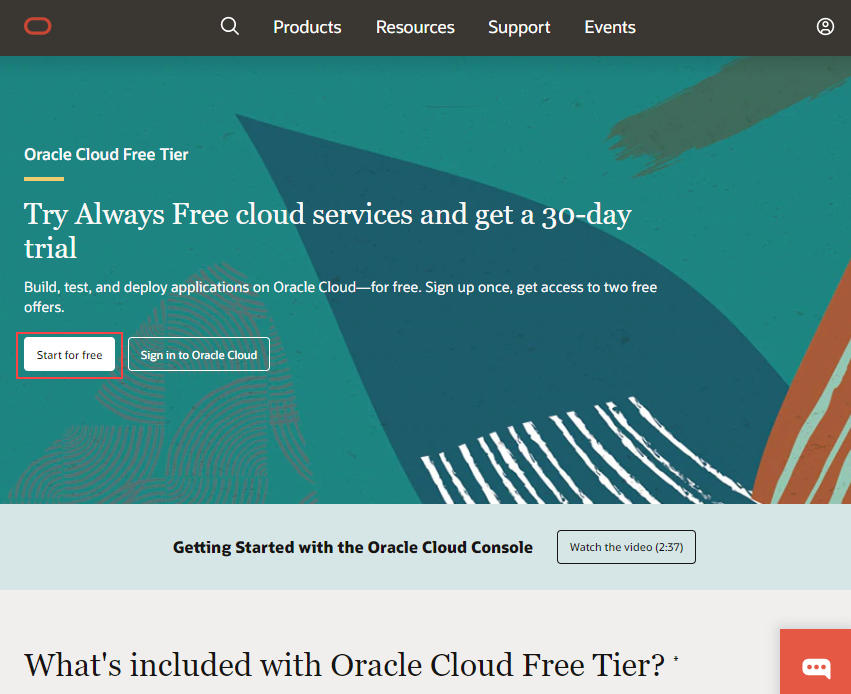 Products Resources Support Events
Oracle Cloud Free Tier
Try Always Free cloud services and get a 30-day
trial
Build, test, and deploy applications on Oracle Cloud—for free. Sign up once, get access to two free
offers.
Start for free Sign in to Oracle Cloud
Getting Started with the Oracle Cloud Console Watch the video (2:37)
What's included with Oracle Cloud Free Tier? *